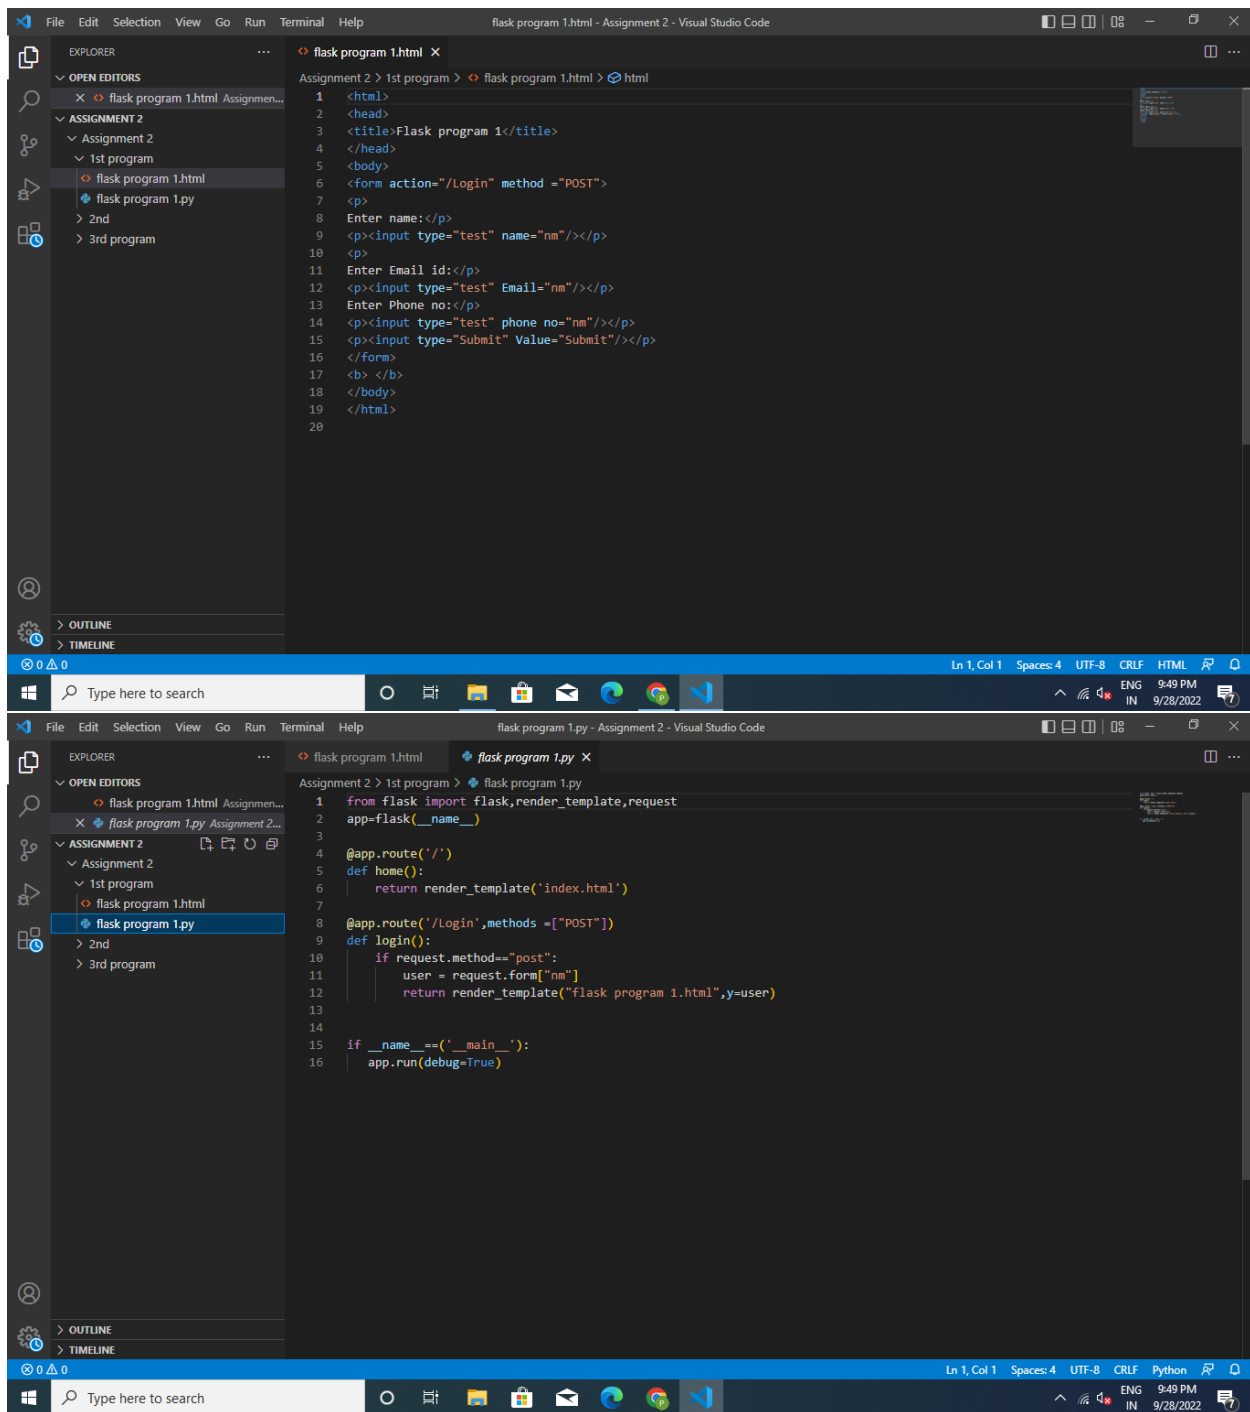 File Edit Selection View Go Run Terminal Help flask program 1.html - Assignment 2 - Visual Studio Code
EXPLORER
flask program 1.html
OPEN EDITORS
Assignment 2 > 1st program > flask program 1.html > html
flask program 1.html Assignmen...
ASSIGNMENT 2
Assignment 2
1st program
flask program 1.html
flask program 1.py
2nd
3rd program
1 <html>
2 <head>
3 <title>Flask program 1</title>
4 </head>
5 <body>
6 <form action="/Login" method ="POST">
7 <p>
8 Enter name:</p>
9 <p><input type="test" name="nm"/></p>
10 <p>
11 Enter Email id:</p>
12 <p><input type="test" Email="nm"/></p>
13 Enter Phone no:</p>
14 <p><input type="test" phone no="nm"/></p>
15 <p><input type="Submit" Value="Submit"/></p>
16 </form>
17 <b> </b>
18 </body>
19 </html>
20
OUTLINE
TIMELINE
0 0 Ln 1, Col 1 Spaces: 4 UTF-8 CRLF HTML
Type here to search ENG IN 9:49 PM 9/28/2022 7
File Edit Selection View Go Run Terminal Help flask program 1.py - Assignment 2 - Visual Studio Code
EXPLORER
flask program 1.html flask program 1.py
OPEN EDITORS
Assignment 2 > 1st program > flask program 1.py
flask program 1.html Assignmen...
flask program 1.py Assignment 2...
ASSIGNMENT 2
Assignment 2
1st program
flask program 1.html
flask program 1.py
2nd
3rd program
1 from flask import flask,render_template,request
2 app=flask(__name__)
3
4 @app.route('/')
5 def home():
6 return render_template('index.html')
7
8 @app.route('/Login',methods =["POST"])
9 def login():
10 if request.method=="post":
11 user = request.form["nm"]
12 return render_template("flask program 1.html",y=user)
13
14
15 if __name__==('__main__'):
16 app.run(debug=True)
OUTLINE
TIMELINE
0 0 Ln 1, Col 1 Spaces: 4 UTF-8 CRLF Python
Type here to search ENG IN 9:49 PM 9/28/2022 7